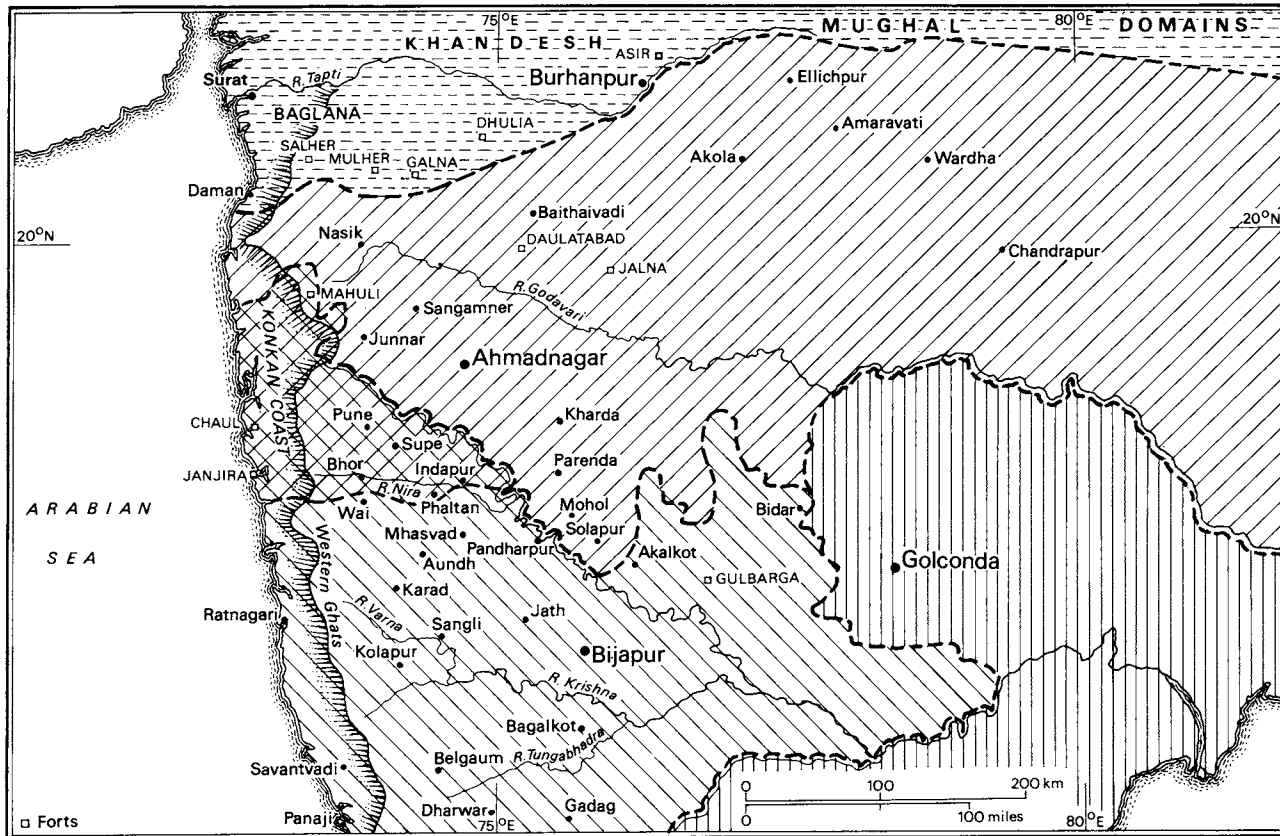 75°E
80°E
MUGHAL DOMAINS
KHANDESH
ASIR
Surat
R.Tapti
Burhanpur
Ellichpur
BAGLANA
DHULIA
Amaravati
SALHER
MULHER
GALNA
Akola
Wardha
Daman
Baithaivadi
20°N
20°N
Nasik
DAULATABAD
Chandrapur
JALNA
MAHULI
R.Godavari
Sangamner
KONKAN COAST
Junnar
Ahmadnagar
Pune
Kharda
CHAUL
Supe
Bhor
Indapur
Parenda
JANJIRA
R.Nira
Phaltan
Wai
Mohol
Bidar
ARABIAN
SEA
Mhasvad
Pandharpur
Solapur
Aundh
Akalkot
Golconda
GULBARGA
Western Ghats
Karad
Ratnagari
R.Varna
Sangli
Jath
Kolapur
Bijapur
R.Krishna
Bagalkot
R.Tungabhadra
Belgaum
Savantvadi
0 100 200 km
0 100 miles
Dharwar
Gadag
Panaji
75°E
80°E
Forts